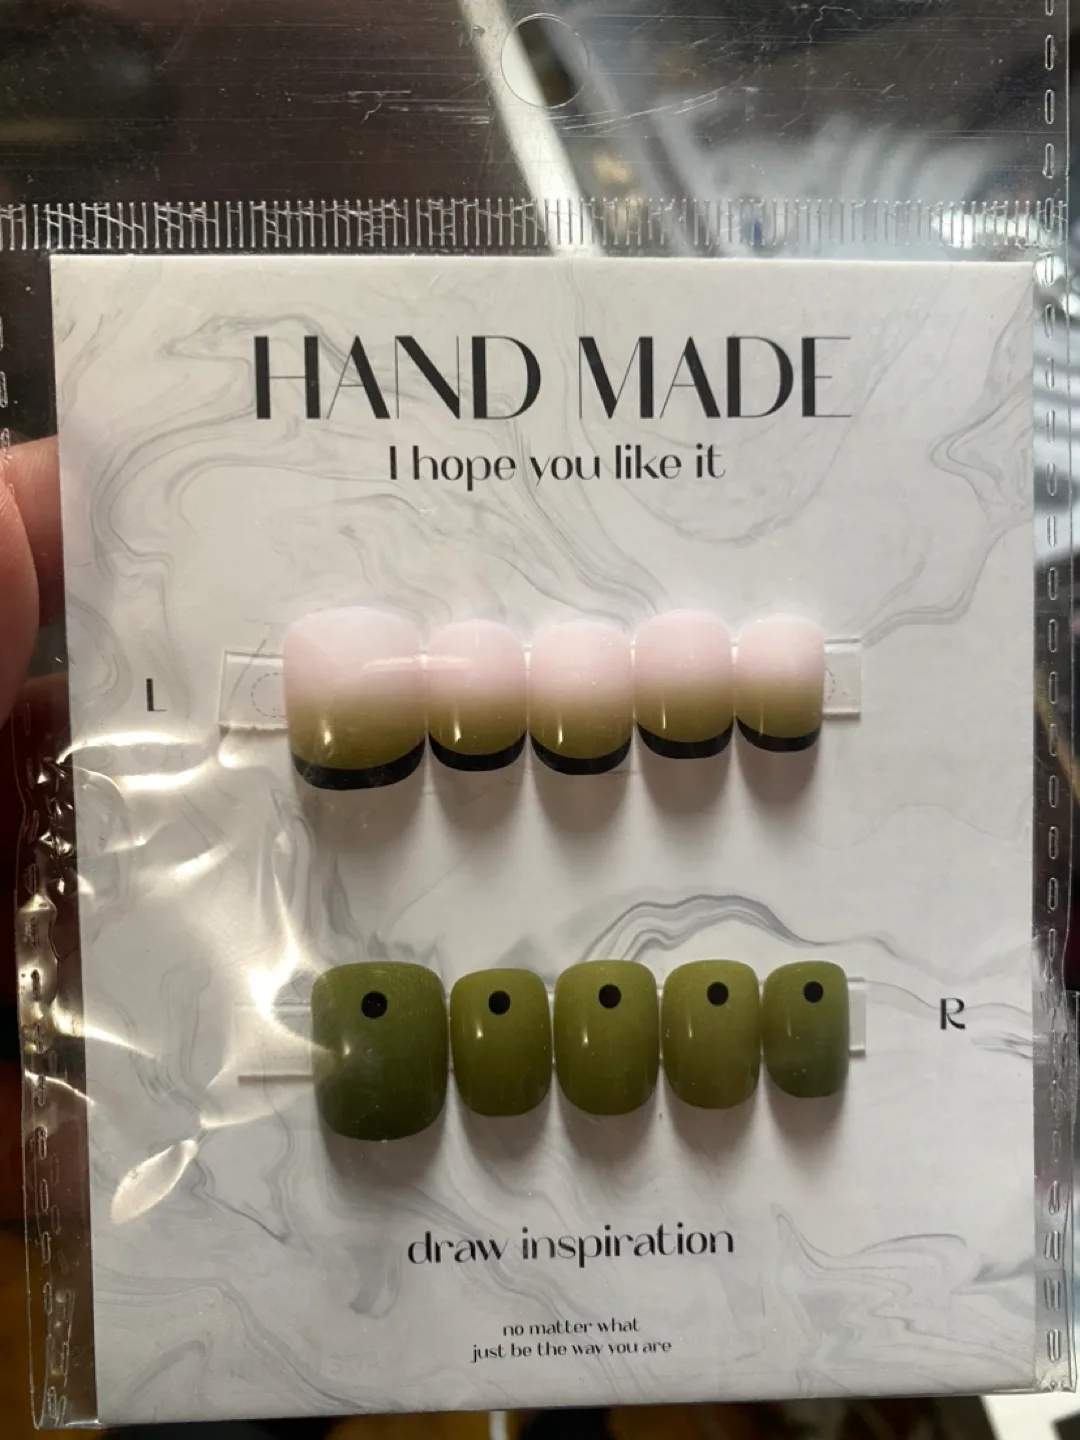 HAND MADE
I hope you like it
L
R
draw inspiration
no matter what
just be the way you are